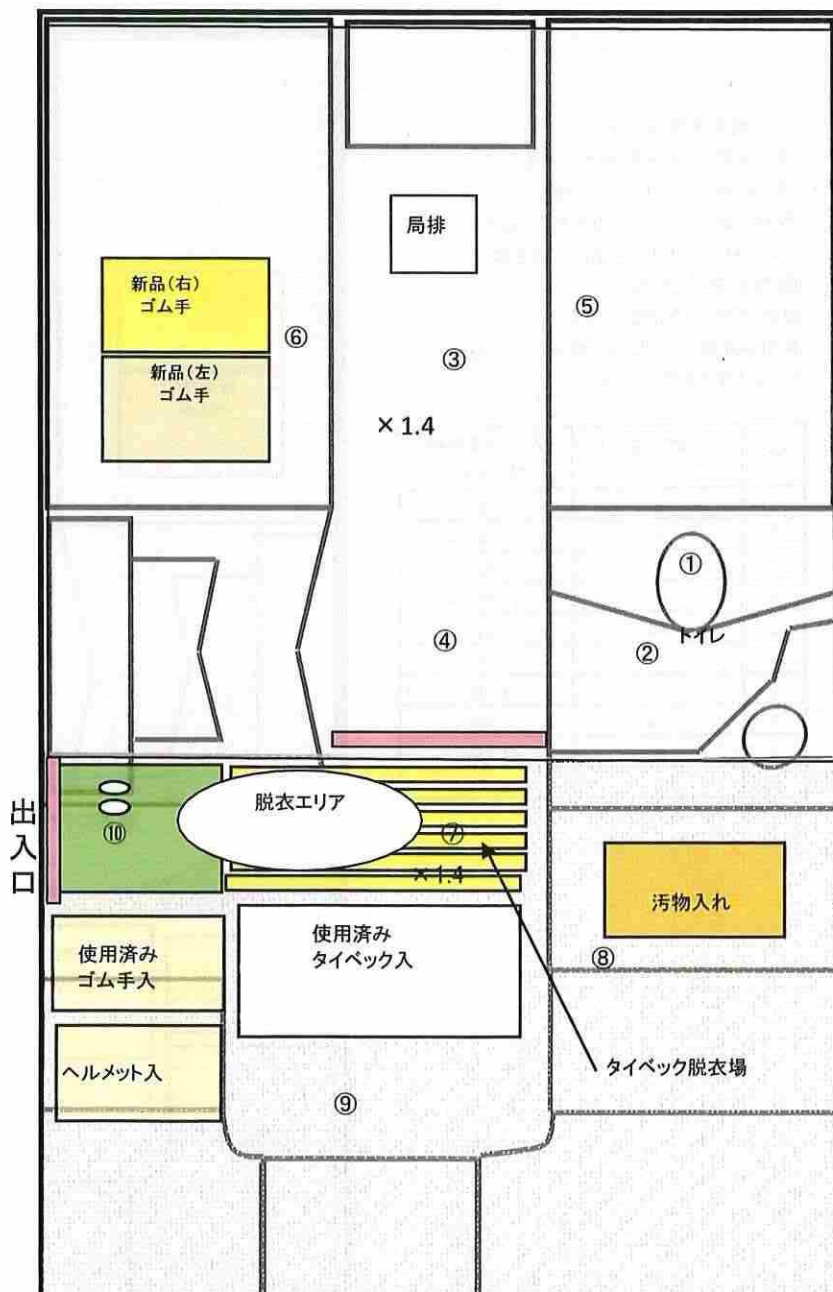 局排
新品(右)
ゴム手
⑥
新品(左)
ゴム手
③
⑤
× 1.4
①
トイレ
②
④
出入口
⑩
脱衣エリア
⑦
×1.4
使用済み
ゴム手入
使用済み
タイベック入
汚物入れ
⑧
ヘルメット入
タイベック脱衣場
⑨